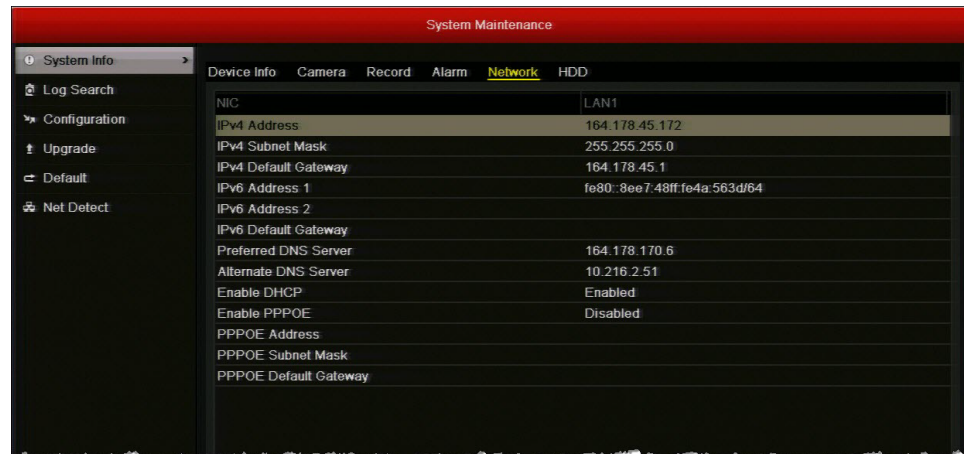 System Maintenance
System Info >
Log Search
Configuration
Upgrade
Default
Net Detect
Device Info Camera Record Alarm Network HDD
NIC LAN1
IPv4 Address 164.178.45.172
IPv4 Subnet Mask 255.255.255.0
IPv4 Default Gateway 164.178.45.1
IPv6 Address 1 fe80::8ee7:48ff:fe4a:563d/64
IPv6 Address 2
IPv6 Default Gateway
Preferred DNS Server 164.178.170.6
Alternate DNS Server 10.216.2.51
Enable DHCP Enabled
Enable PPPOE Disabled
PPPOE Address
PPPOE Subnet Mask
PPPOE Default Gateway